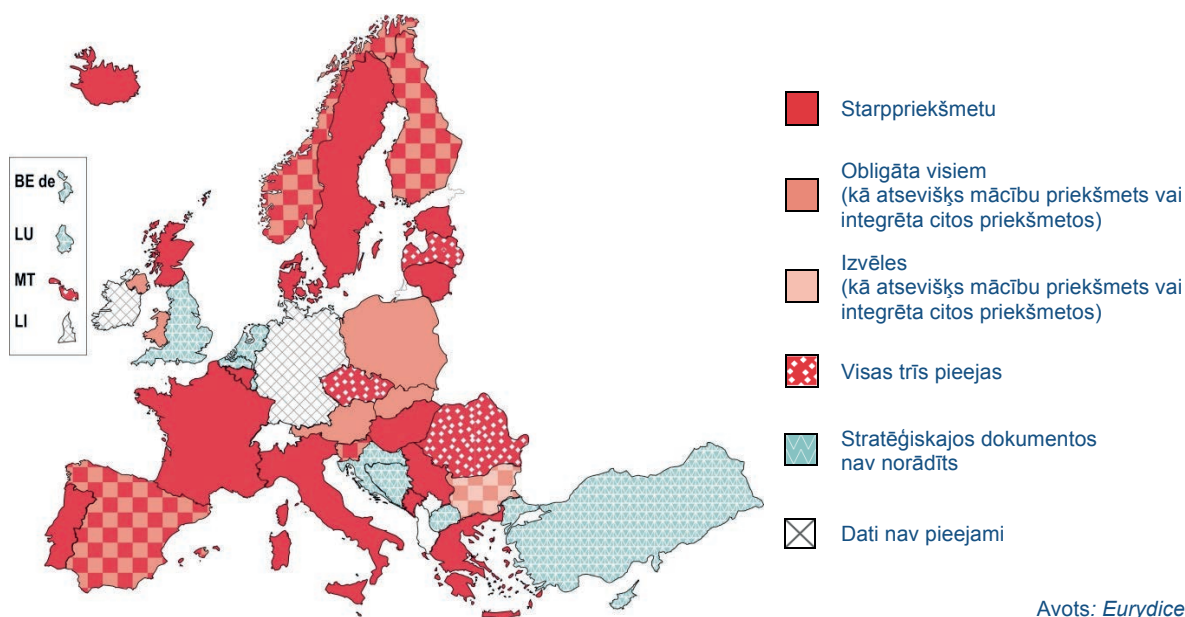 BE de
LU
MT
LI
Starppriekšmetu
Obligāta visiem
(kā atsevišķs mācību priekšmets vai
integrēta citos priekšmetos)
Izvēles
(kā atsevišķs mācību priekšmets vai
integrēta citos priekšmetos)
Visas trīs pieejas
Stratēģiskajos dokumentos
nav norādīts
Dati nav pieejami
Avots: Eurydice